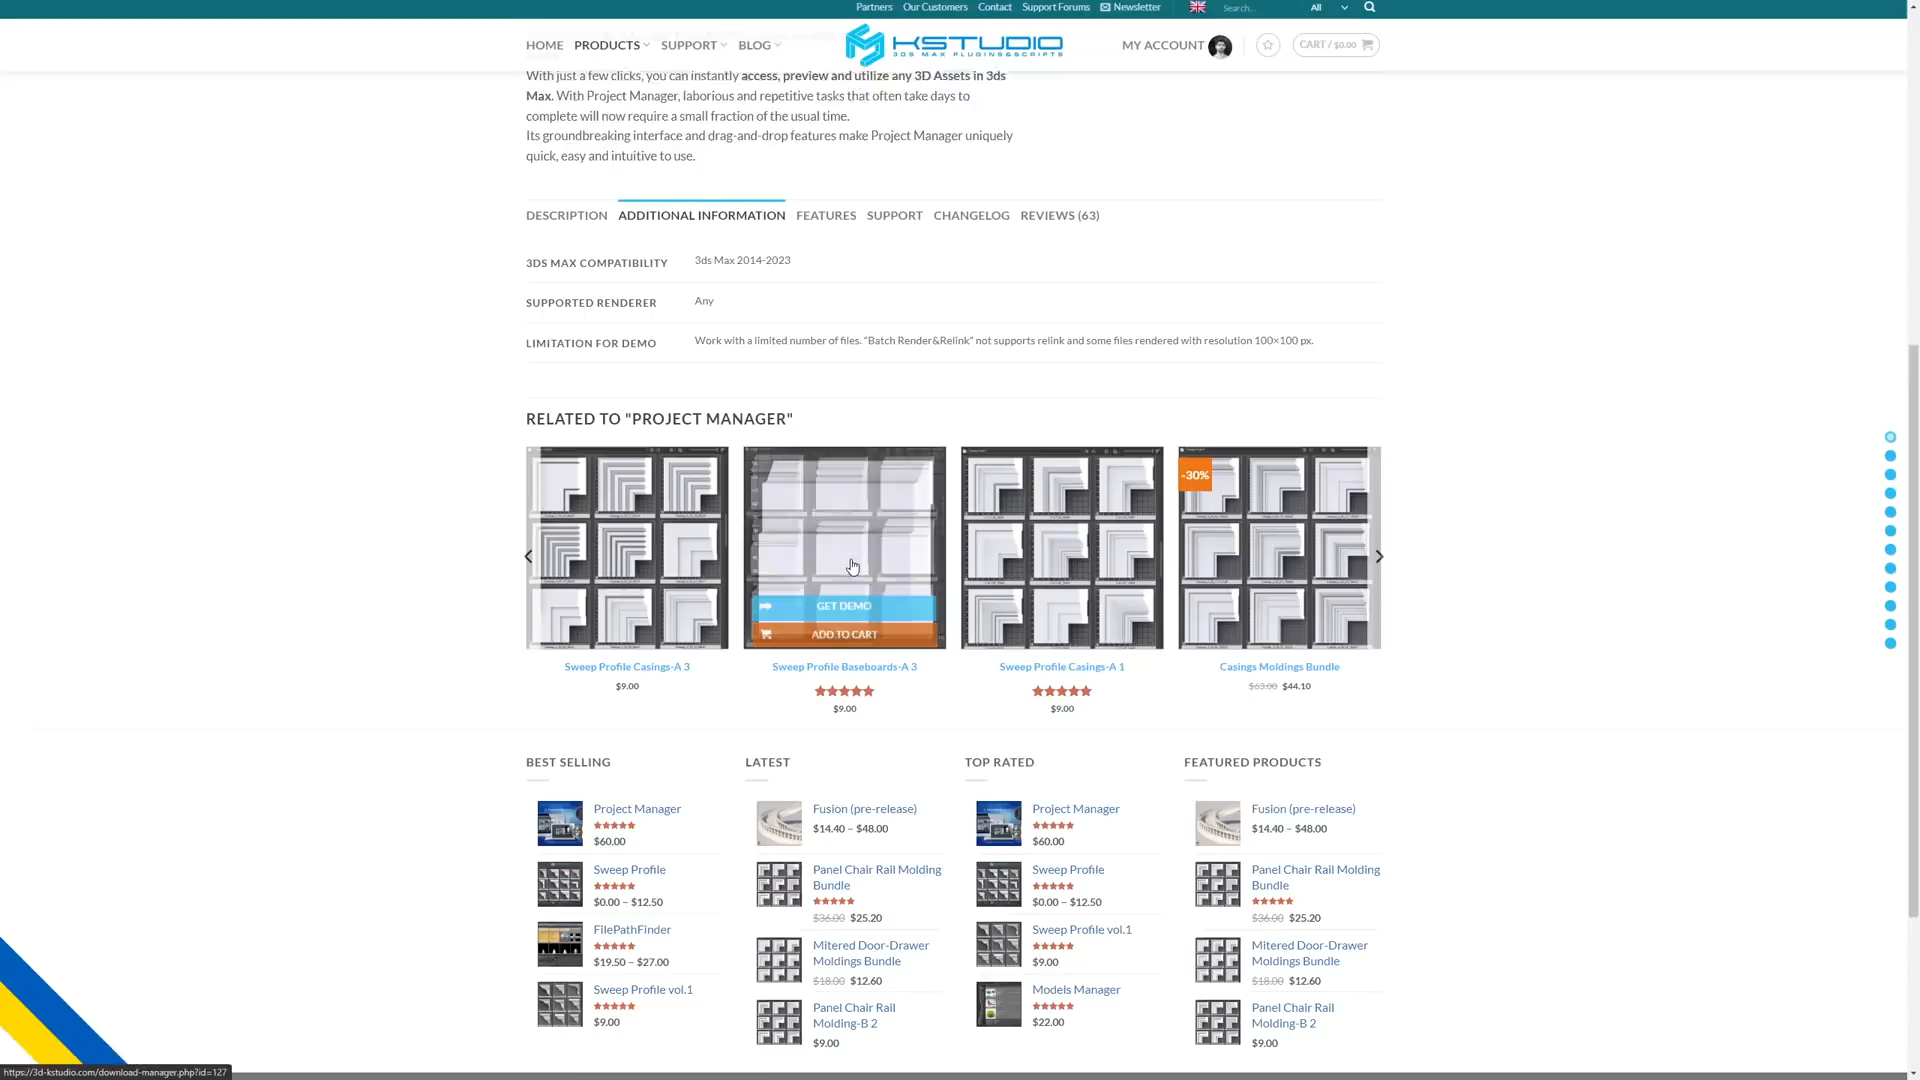 Partners Our Customers Contact Support Forums Newsletter Search... All
HOME PRODUCTS SUPPORT BLOG KSTUDIO MY ACCOUNT CART / $0.00
3DS MAX PLUGINS&SCRIPTS
With just a few clicks, you can instantly access, preview and utilize any 3D Assets in 3ds
Max. With Project Manager, laborious and repetitive tasks that often take days to
complete will now require a small fraction of the usual time.
Its groundbreaking interface and drag-and-drop features make Project Manager uniquely
quick, easy and intuitive to use.
DESCRIPTION ADDITIONAL INFORMATION FEATURES SUPPORT CHANGELOG REVIEWS (63)
3DS MAX COMPATIBILITY 3ds Max 2014-2023
SUPPORTED RENDERER Any
LIMITATION FOR DEMO Work with a limited number of files. “Batch Render&Relink” not supports relink and some files rendered with resolution 100×100 px.
RELATED TO "PROJECT MANAGER"
-30%
GET DEMO
ADD TO CART
Sweep Profile Casings-A 3
$9.00
Sweep Profile Baseboards-A 3
$9.00
Sweep Profile Casings-A 1
$9.00
Casings Moldings Bundle
$63.00 $44.10
BEST SELLING
Project Manager
$60.00
Sweep Profile
$0.00 – $12.50
FilePathFinder
$19.50 – $27.00
Sweep Profile vol.1
$9.00
LATEST
Fusion (pre-release)
$14.40 – $48.00
Panel Chair Rail Molding
Bundle
$36.00 $25.20
Mitered Door-Drawer
Moldings Bundle
$18.00 $12.60
Panel Chair Rail
Molding-B 2
$9.00
TOP RATED
Project Manager
$60.00
Sweep Profile
$0.00 – $12.50
Sweep Profile vol.1
$9.00
Models Manager
$22.00
FEATURED PRODUCTS
Fusion (pre-release)
$14.40 – $48.00
Panel Chair Rail Molding
Bundle
$36.00 $25.20
Mitered Door-Drawer
Moldings Bundle
$18.00 $12.60
Panel Chair Rail
Molding-B 2
$9.00
https://3d-kstudio.com/download-manager.php?id=127